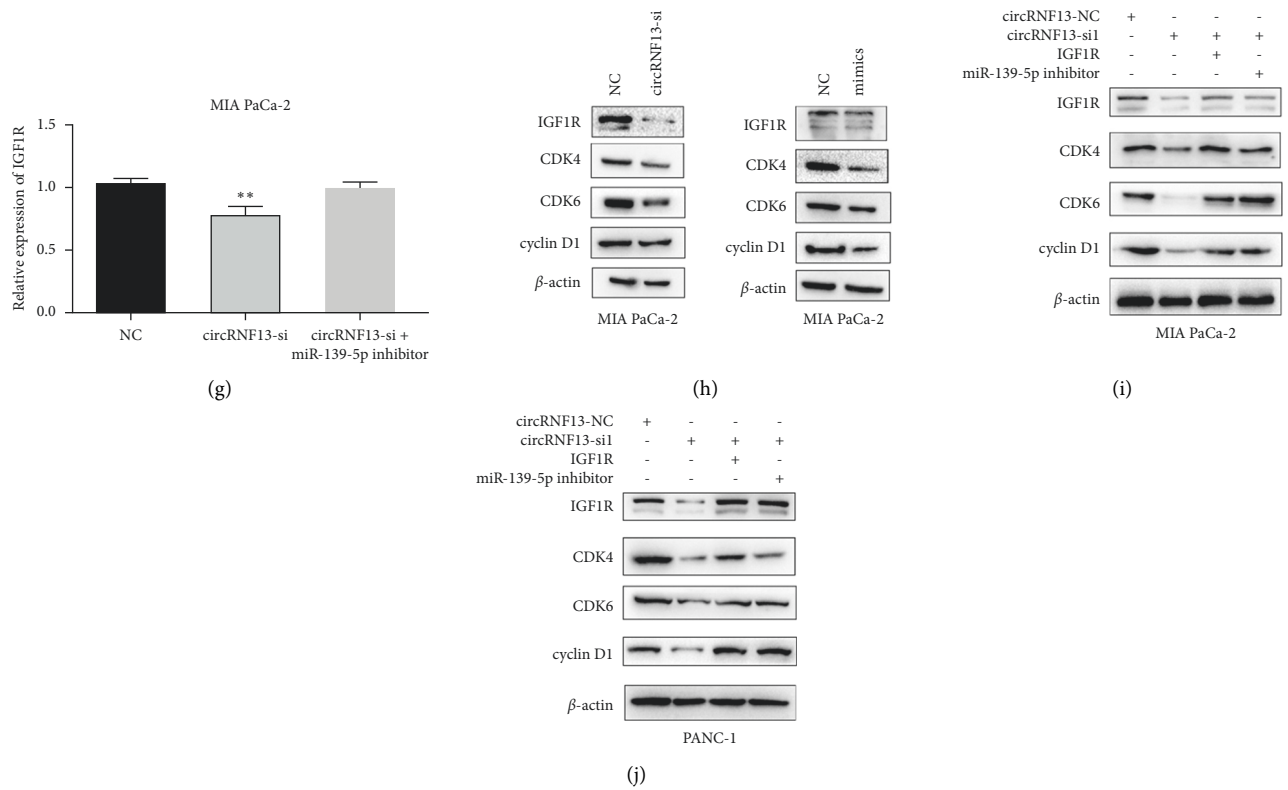 MIA PaCa-2
Relative expression of IGF1R
1.5
1.0
0.5
0.0
**
NC
circRNF13-si
circRNF13-si +
miR-139-5p inhibitor
(g)
NC
circRNF13-si
IGF1R
CDK4
CDK6
cyclin D1
β-actin
MIA PaCa-2
NC
mimics
IGF1R
CDK4
CDK6
cyclin D1
β-actin
MIA PaCa-2
(h)
circRNF13-NC + - - -
circRNF13-si1 - + + +
IGF1R - - + -
miR-139-5p inhibitor - - - +
IGF1R
CDK4
CDK6
cyclin D1
β-actin
MIA PaCa-2
(i)
circRNF13-NC + - - -
circRNF13-si1 - + + +
IGF1R - - + -
miR-139-5p inhibitor - - - +
IGF1R
CDK4
CDK6
cyclin D1
β-actin
PANC-1
(j)